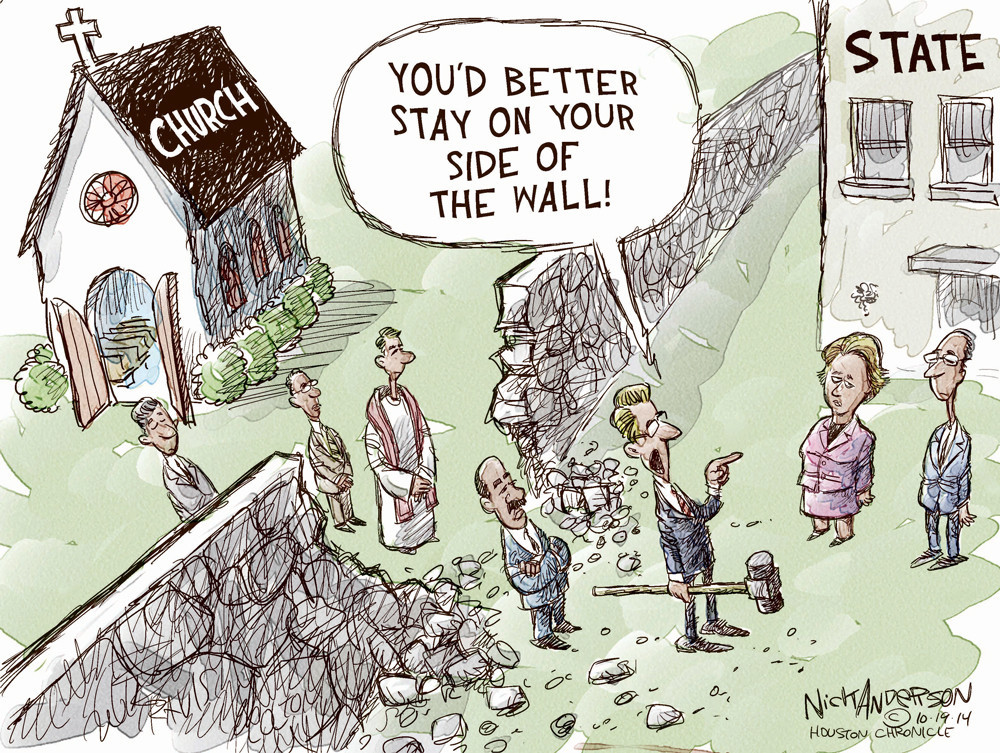 CHURCH
YOU'D BETTER
STAY ON YOUR
SIDE OF
THE WALL!
STATE
NICK ANDERSON
© 10-19-14
HOUSTON CHRONICLE